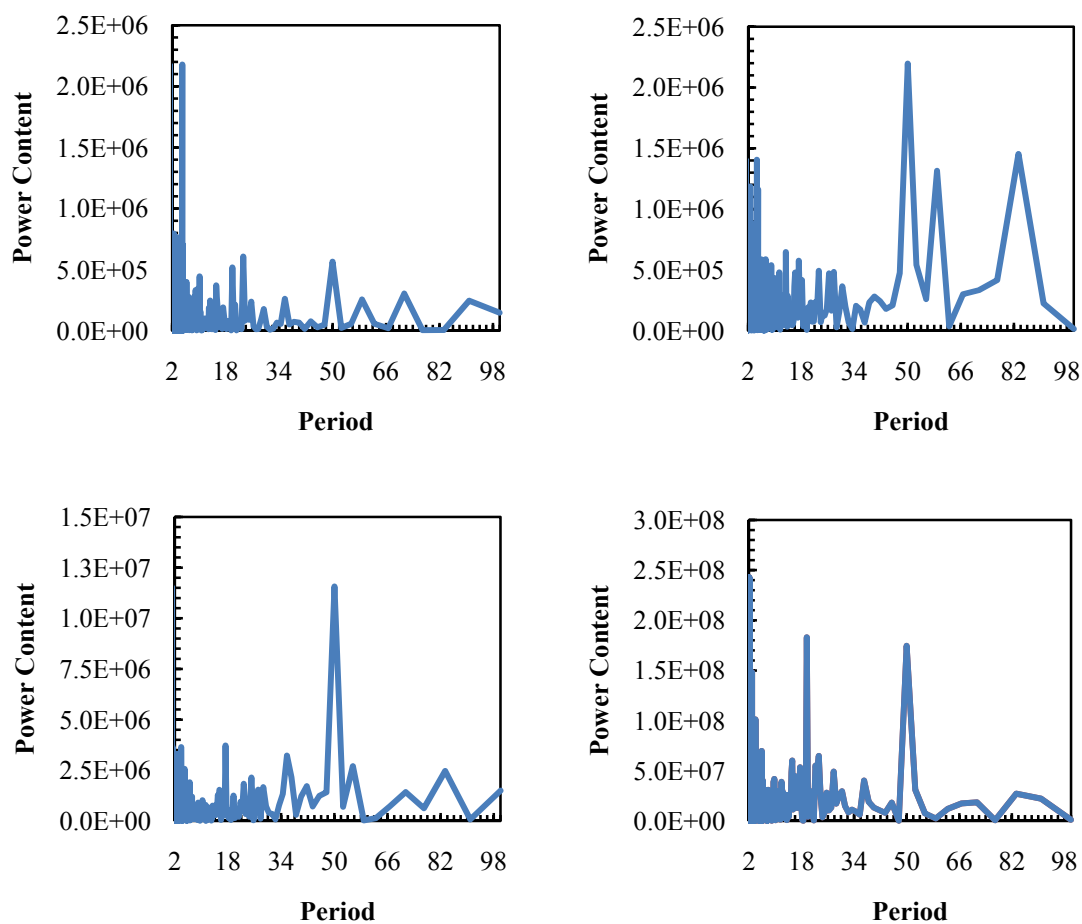 2.5E+06
2.0E+06
1.5E+06
1.0E+06
5.0E+05
0.0E+00
Power Content
2 18 34 50 66 82 98
Period
2.5E+06
2.0E+06
1.5E+06
1.0E+06
5.0E+05
0.0E+00
Power Content
2 18 34 50 66 82 98
Period
1.5E+07
1.3E+07
1.0E+07
7.5E+06
5.0E+06
2.5E+06
0.0E+00
Power Content
2 18 34 50 66 82 98
Period
3.0E+08
2.5E+08
2.0E+08
1.5E+08
1.0E+08
5.0E+07
0.0E+00
Power Content
2 18 34 50 66 82 98
Period